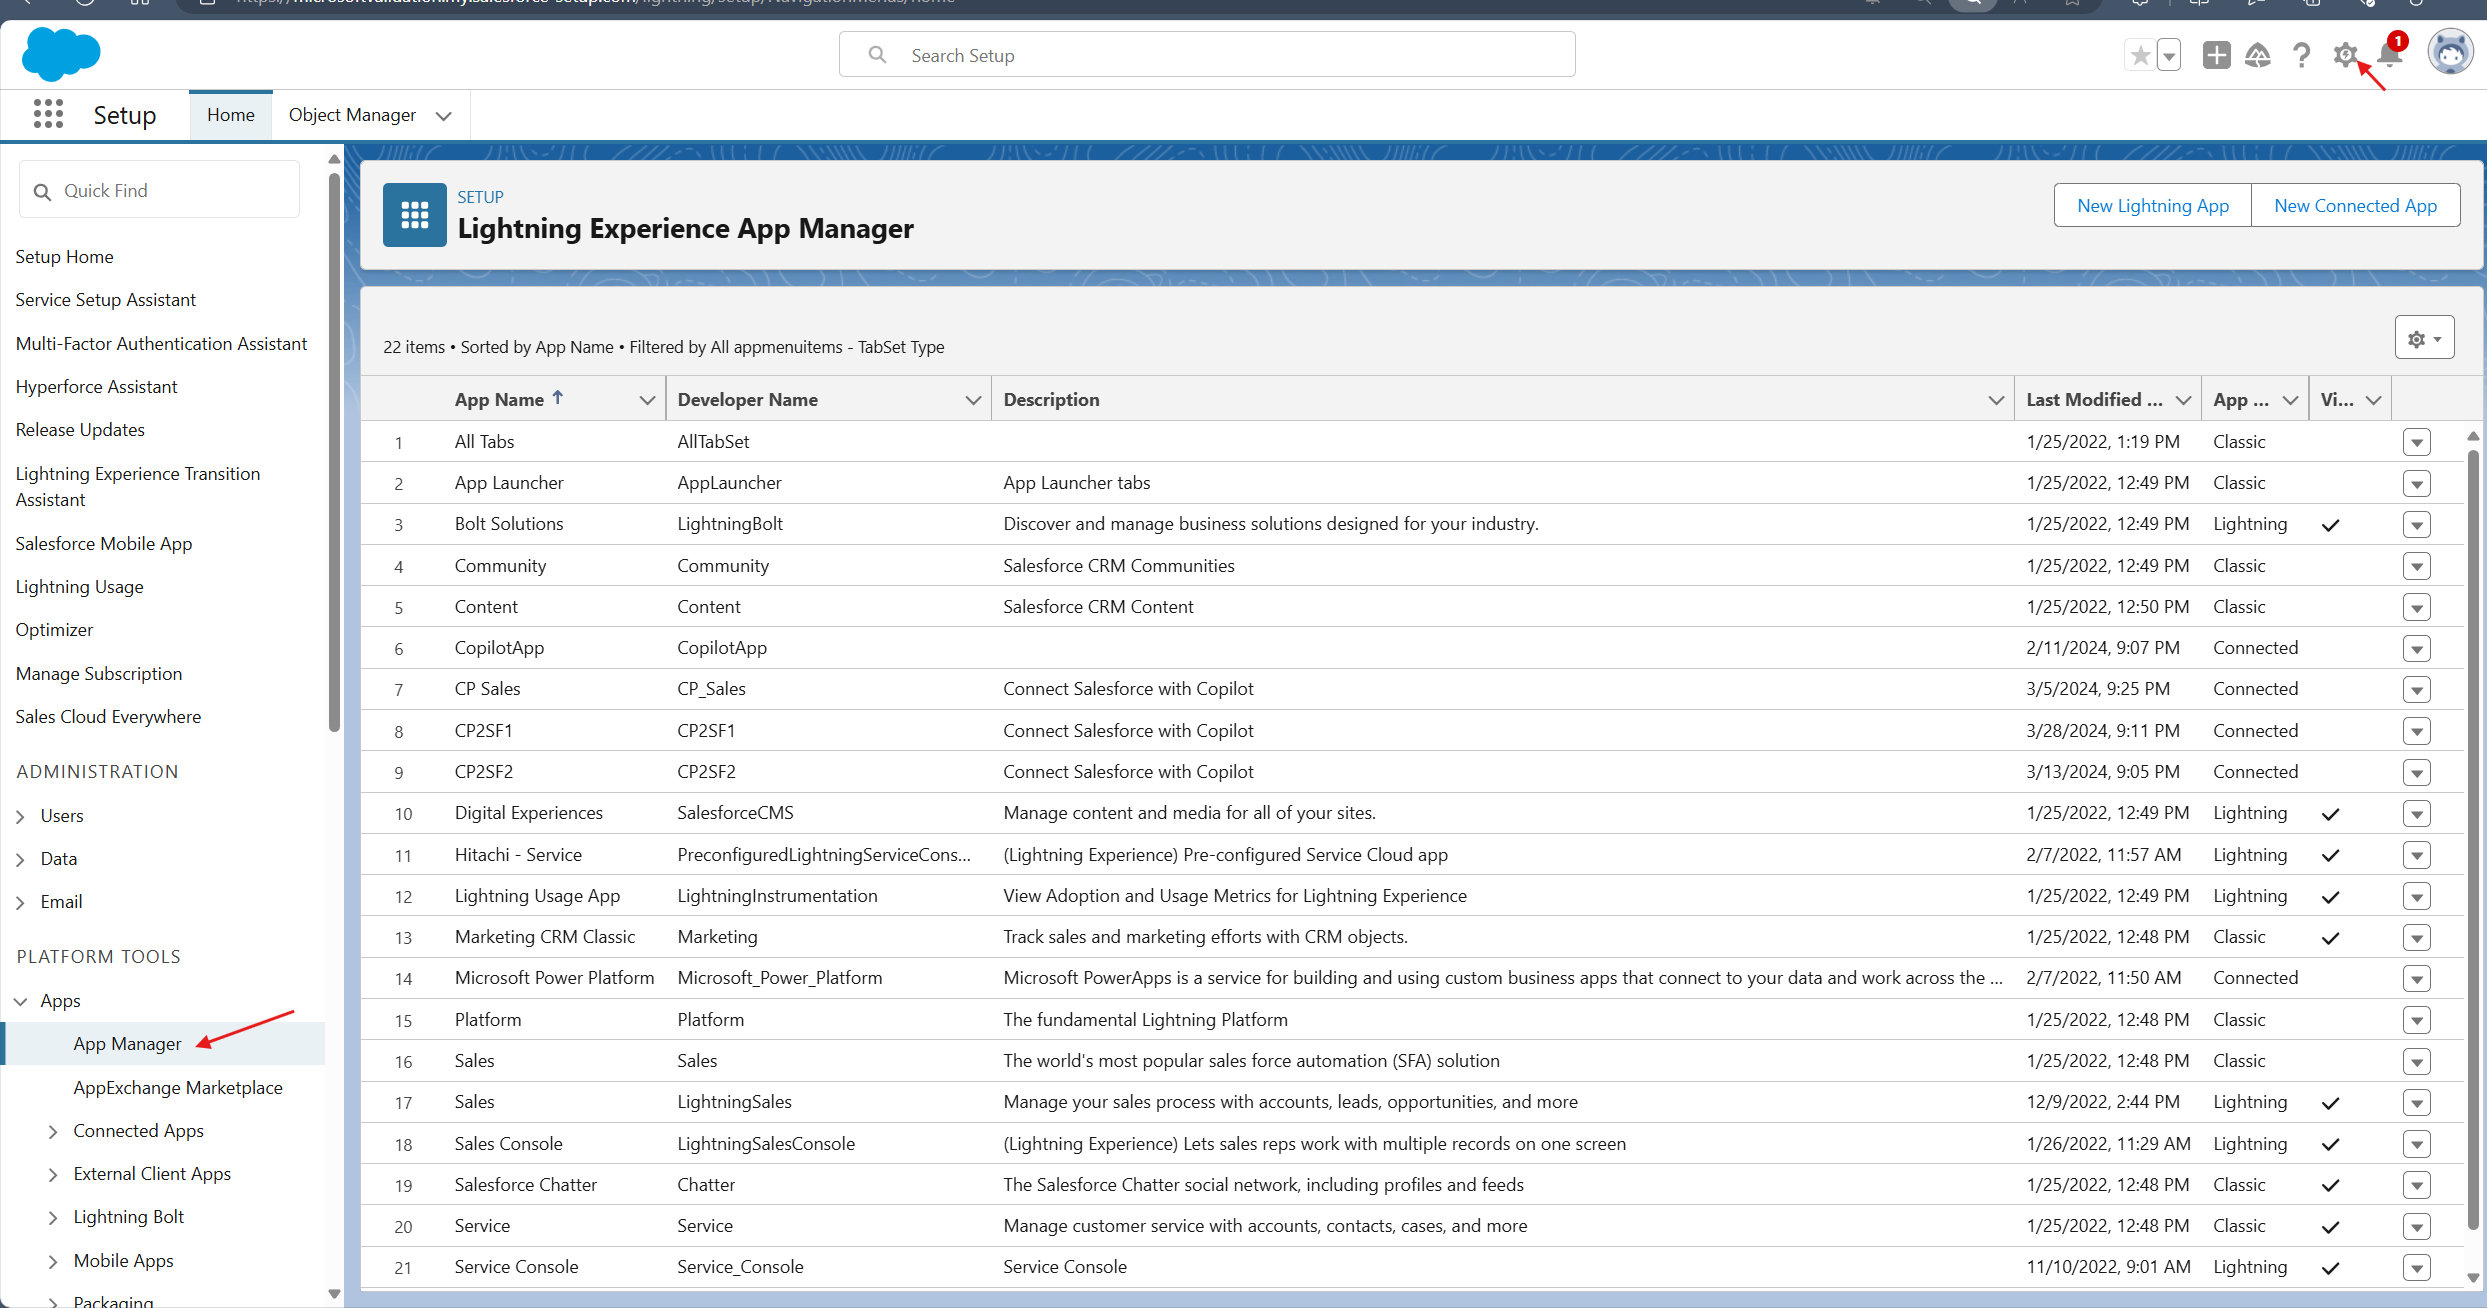 Search Setup
1
Setup
Home
Object Manager
Quick Find
Setup Home
Service Setup Assistant
Multi-Factor Authentication Assistant
Hyperforce Assistant
Release Updates
Lightning Experience Transition
Assistant
Salesforce Mobile App
Lightning Usage
Optimizer
Manage Subscription
Sales Cloud Everywhere
ADMINISTRATION
Users
Data
Email
PLATFORM TOOLS
Apps
App Manager
AppExchange Marketplace
Connected Apps
External Client Apps
Lightning Bolt
Mobile Apps
Packaging
SETUP
Lightning Experience App Manager
New Lightning App
New Connected App
22 items • Sorted by App Name • Filtered by All appmenuitems - TabSet Type
App Name ↑ Developer Name Description Last Modified ... App ... Vi...
1 All Tabs AllTabSet 1/25/2022, 1:19 PM Classic
2 App Launcher AppLauncher App Launcher tabs 1/25/2022, 12:49 PM Classic
3 Bolt Solutions LightningBolt Discover and manage business solutions designed for your industry. 1/25/2022, 12:49 PM Lightning
4 Community Community Salesforce CRM Communities 1/25/2022, 12:49 PM Classic
5 Content Content Salesforce CRM Content 1/25/2022, 12:50 PM Classic
6 CopilotApp CopilotApp 2/11/2024, 9:07 PM Connected
7 CP Sales CP_Sales Connect Salesforce with Copilot 3/5/2024, 9:25 PM Connected
8 CP2SF1 CP2SF1 Connect Salesforce with Copilot 3/28/2024, 9:11 PM Connected
9 CP2SF2 CP2SF2 Connect Salesforce with Copilot 3/13/2024, 9:05 PM Connected
10 Digital Experiences SalesforceCMS Manage content and media for all of your sites. 1/25/2022, 12:49 PM Lightning
11 Hitachi - Service PreconfiguredLightningServiceCons... (Lightning Experience) Pre-configured Service Cloud app 2/7/2022, 11:57 AM Lightning
12 Lightning Usage App LightningInstrumentation View Adoption and Usage Metrics for Lightning Experience 1/25/2022, 12:49 PM Lightning
13 Marketing CRM Classic Marketing Track sales and marketing efforts with CRM objects. 1/25/2022, 12:48 PM Classic
14 Microsoft Power Platform Microsoft_Power_Platform Microsoft PowerApps is a service for building and using custom business apps that connect to your data and work across the ... 2/7/2022, 11:50 AM Connected
15 Platform Platform The fundamental Lightning Platform 1/25/2022, 12:48 PM Classic
16 Sales Sales The world's most popular sales force automation (SFA) solution 1/25/2022, 12:48 PM Classic
17 Sales LightningSales Manage your sales process with accounts, leads, opportunities, and more 12/9/2022, 2:44 PM Lightning
18 Sales Console LightningSalesConsole (Lightning Experience) Lets sales reps work with multiple records on one screen 1/26/2022, 11:29 AM Lightning
19 Salesforce Chatter Chatter The Salesforce Chatter social network, including profiles and feeds 1/25/2022, 12:48 PM Classic
20 Service Service Manage customer service with accounts, contacts, cases, and more 1/25/2022, 12:48 PM Classic
21 Service Console Service_Console Service Console 11/10/2022, 9:01 AM Lightning